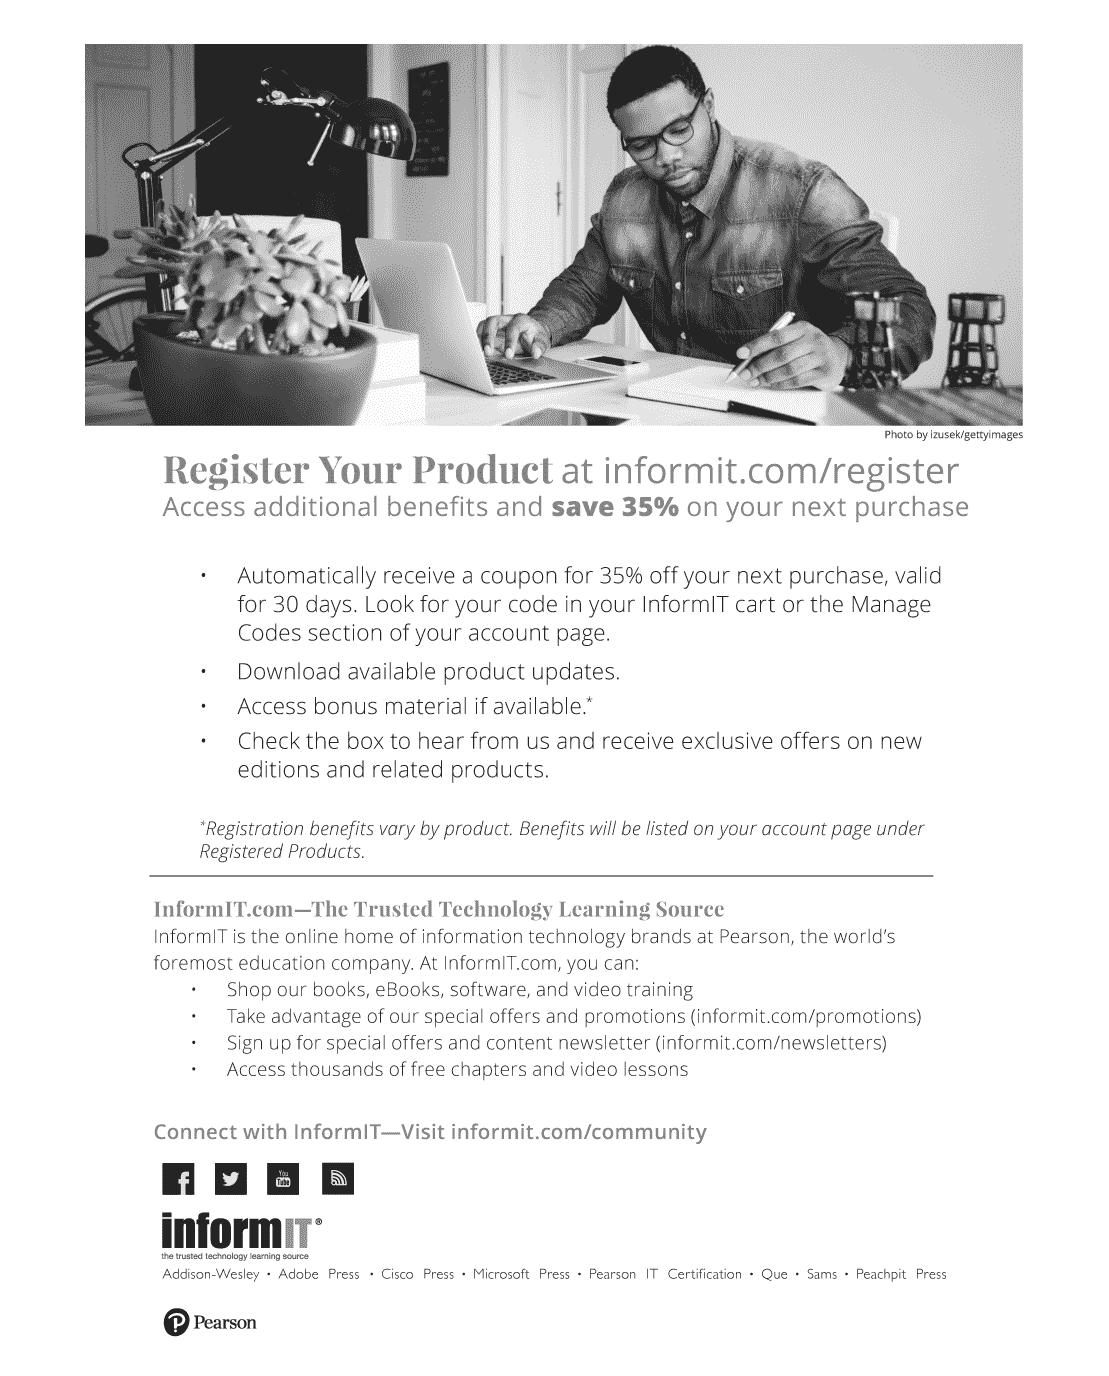 Photo by izusek/gettyimages
Register Your Product at informit.com/register
Access additional benefits and save 35% on your next purchase
• Automatically receive a coupon for 35% off your next purchase, valid
for 30 days. Look for your code in your InformIT cart or the Manage
Codes section of your account page.
• Download available product updates.
• Access bonus material if available.*
• Check the box to hear from us and receive exclusive offers on new
editions and related products.
*Registration benefits vary by product. Benefits will be listed on your account page under
Registered Products.
InformIT.com—The Trusted Technology Learning Source
InformIT is the online home of information technology brands at Pearson, the world's
foremost education company. At InformIT.com, you can:
• Shop our books, eBooks, software, and video training
• Take advantage of our special offers and promotions (informit.com/promotions)
• Sign up for special offers and content newsletter (informit.com/newsletters)
• Access thousands of free chapters and video lessons
Connect with InformIT—Visit informit.com/community
You
Tube
informIT®
the trusted technology learning source
Addison-Wesley • Adobe Press • Cisco Press • Microsoft Press • Pearson IT Certification • Que • Sams • Peachpit Press
P Pearson